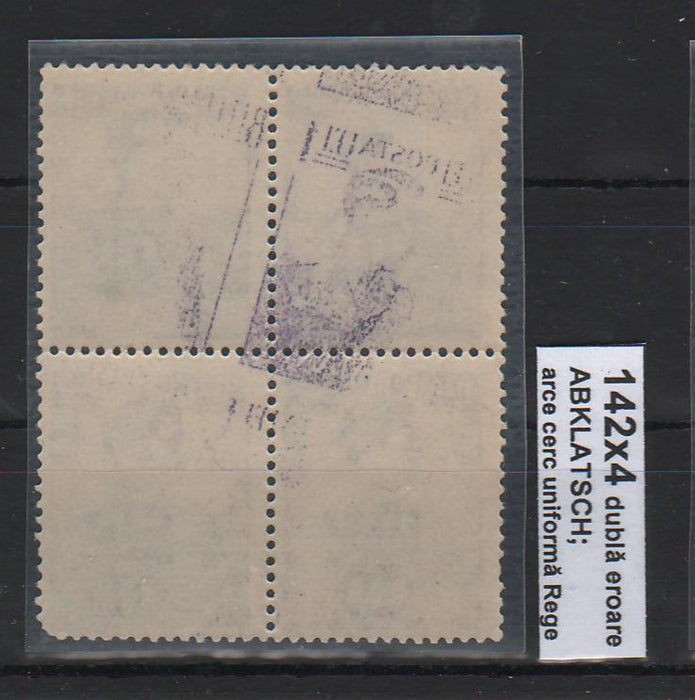 142x4 dublă eroare
ABKLATSCH;
arce cerc uniformă Rege